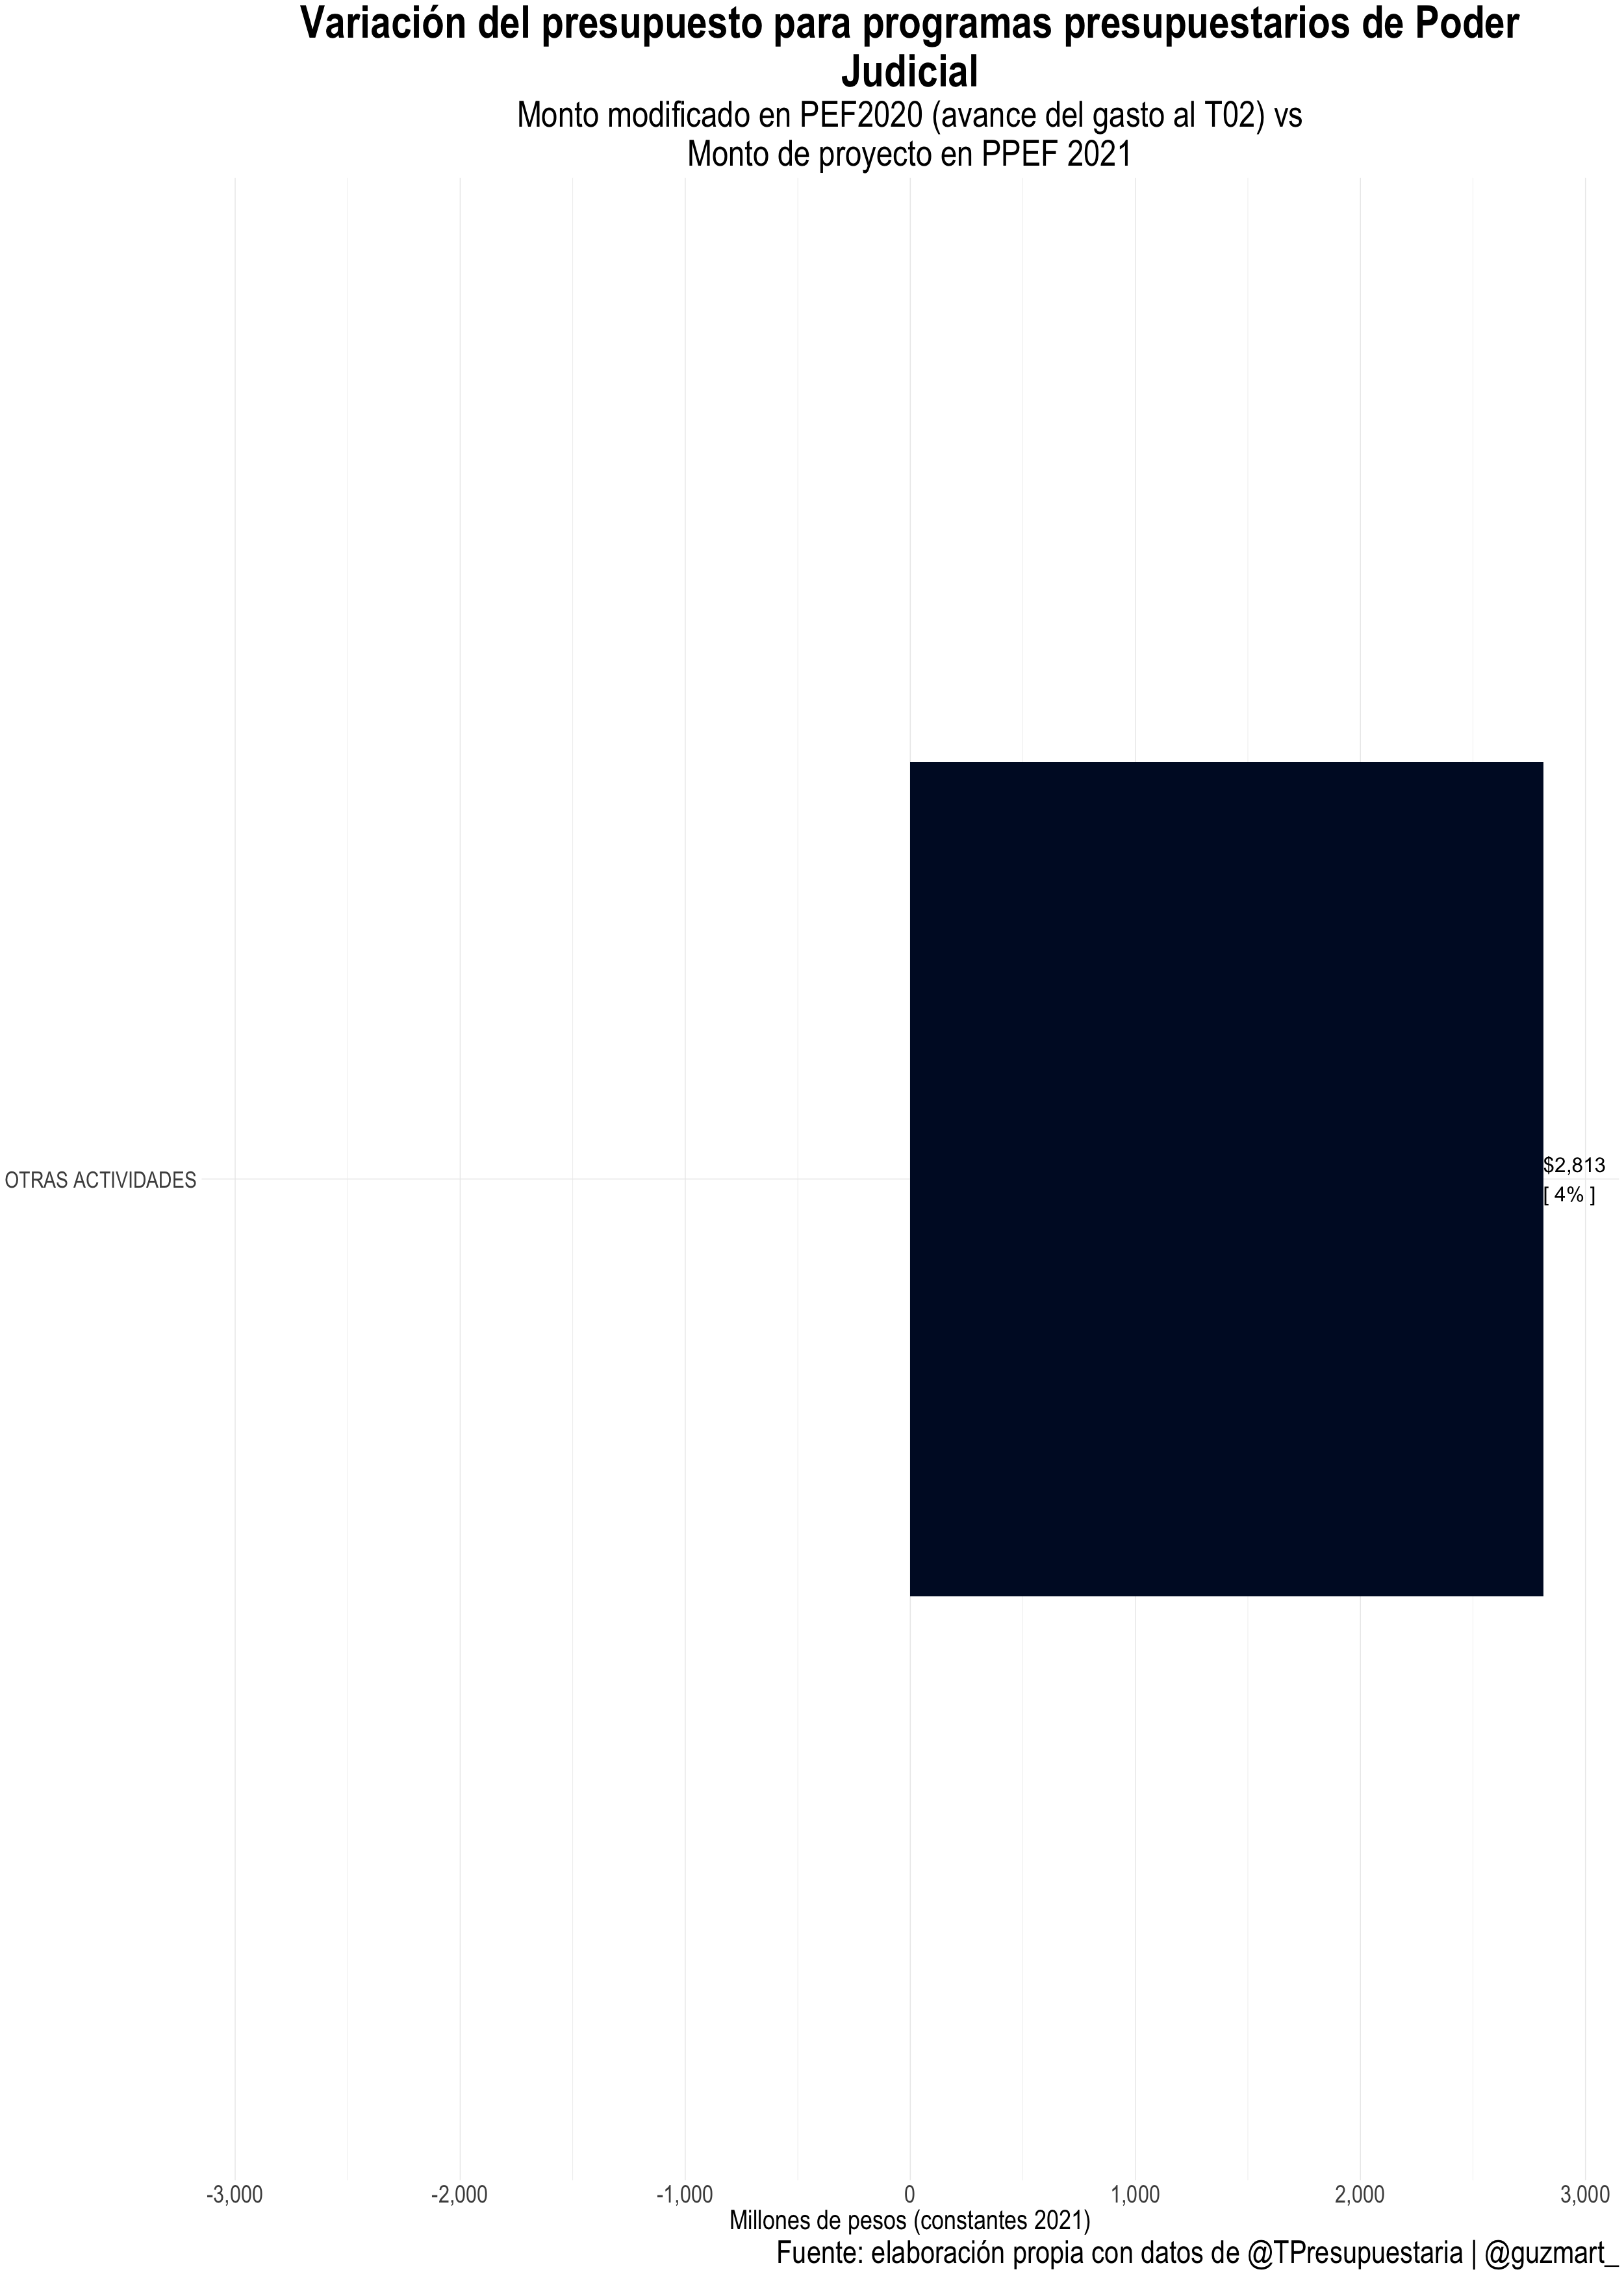 Variación del presupuesto para programas presupuestarios de Poder
Judicial
Monto modificado en PEF2020 (avance del gasto al T02) vs
Monto de proyecto en PPEF 2021
OTRAS ACTIVIDADES
$2,813
[ 4% ]
-3,000 -2,000 -1,000 0 1,000 2,000 3,000
Millones de pesos (constantes 2021)
Fuente: elaboración propia con datos de @TPresupuestaria | @guzmart_